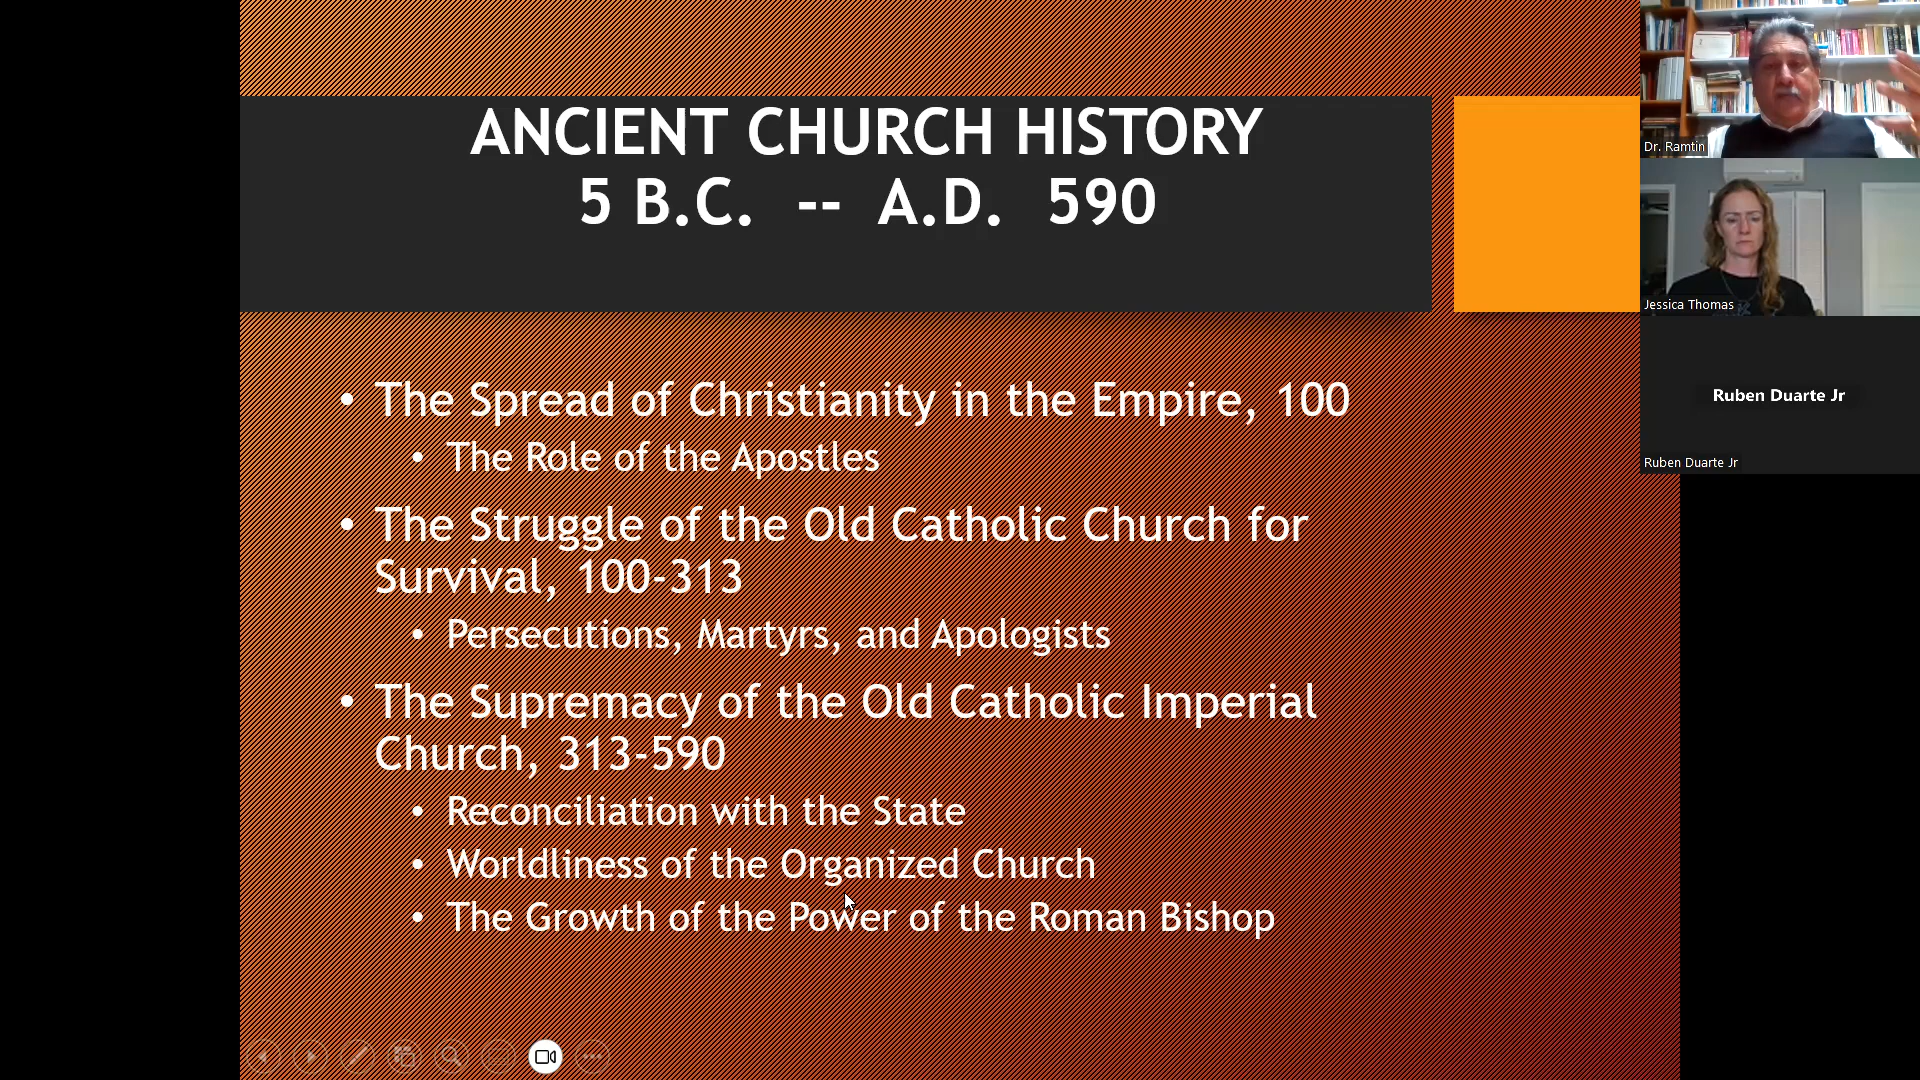 ANCIENT CHURCH HISTORY
5 B.C. -- A.D. 590
• The Spread of Christianity in the Empire, 100
• The Role of the Apostles
• The Struggle of the Old Catholic Church for
Survival, 100-313
• Persecutions, Martyrs, and Apologists
• The Supremacy of the Old Catholic Imperial
Church, 313-590
• Reconciliation with the State
• Worldliness of the Organized Church
• The Growth of the Power of the Roman Bishop
Dr. Ramtin
Jessica Thomas
Ruben Duarte Jr
Ruben Duarte Jr